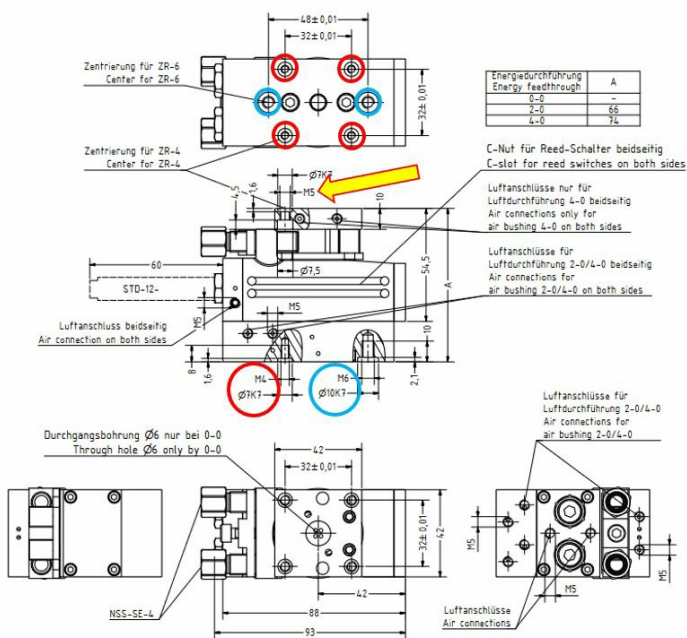 48± 0,01
32± 0,01
Zentrierung für ZR-6
Center for ZR-6
32± 0,01
Energiedurchführung
Energy feedthrough
A
0-0
-
2-0
66
4-0
74
Zentrierung für ZR-4
Center for ZR-4
C-Nut für Reed-Schalter beidseitig
C-slot for reed switches on both sides
Ø7K7
4,5
1,6
M5
10
Luftanschlüsse nur für
Luftdurchführung 4-0 beidseitig
Air connections only for
air bushing 4-0 on both sides
60
Ø7,5
54,5
A
Luftanschlüsse für
Luftdurchführung 2-0/4-0 beidseitig
Air connections for
air bushing 2-0/4-0 on both sides
STD-12-
M5
M5
Luftanschluss beidseitig
Air connection on both sides
8
1,6
M4
Ø7K7
M6
Ø10K7
10
2,1
Luftanschlüsse für
Luftdurchführung 2-0/4-0
Air connections for
air bushing 2-0/4-0
Durchgangsbohrung Ø6 nur bei 0-0
Through hole Ø6 only by 0-0
42
32± 0,01
32± 0,01
42
M5
M5
M5
NSS-SE-4
42
88
93
Luftanschlüsse
Air connections